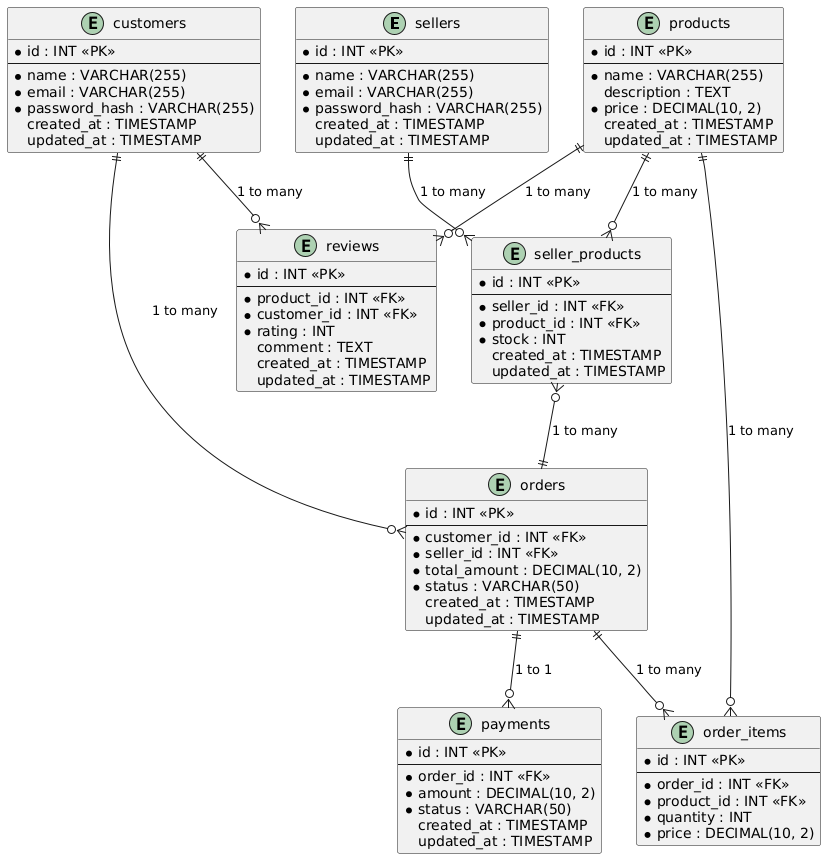 E customers
* id : INT «PK»
* name : VARCHAR(255)
* email : VARCHAR(255)
* password_hash : VARCHAR(255)
created_at : TIMESTAMP
updated_at : TIMESTAMP
E sellers
* id : INT «PK»
* name : VARCHAR(255)
* email : VARCHAR(255)
* password_hash : VARCHAR(255)
created_at : TIMESTAMP
updated_at : TIMESTAMP
E products
* id : INT «PK»
* name : VARCHAR(255)
description : TEXT
* price : DECIMAL(10, 2)
created_at : TIMESTAMP
updated_at : TIMESTAMP
1 to many
1 to many
1 to many
1 to many
E reviews
* id : INT «PK»
* product_id : INT «FK»
* customer_id : INT «FK»
* rating : INT
comment : TEXT
created_at : TIMESTAMP
updated_at : TIMESTAMP
E seller_products
* id : INT «PK»
* seller_id : INT «FK»
* product_id : INT «FK»
* stock : INT
created_at : TIMESTAMP
updated_at : TIMESTAMP
1 to many
1 to many
1 to many
E orders
* id : INT «PK»
* customer_id : INT «FK»
* seller_id : INT «FK»
* total_amount : DECIMAL(10, 2)
* status : VARCHAR(50)
created_at : TIMESTAMP
updated_at : TIMESTAMP
1 to 1
1 to many
E payments
* id : INT «PK»
* order_id : INT «FK»
* amount : DECIMAL(10, 2)
* status : VARCHAR(50)
created_at : TIMESTAMP
updated_at : TIMESTAMP
E order_items
* id : INT «PK»
* order_id : INT «FK»
* product_id : INT «FK»
* quantity : INT
* price : DECIMAL(10, 2)